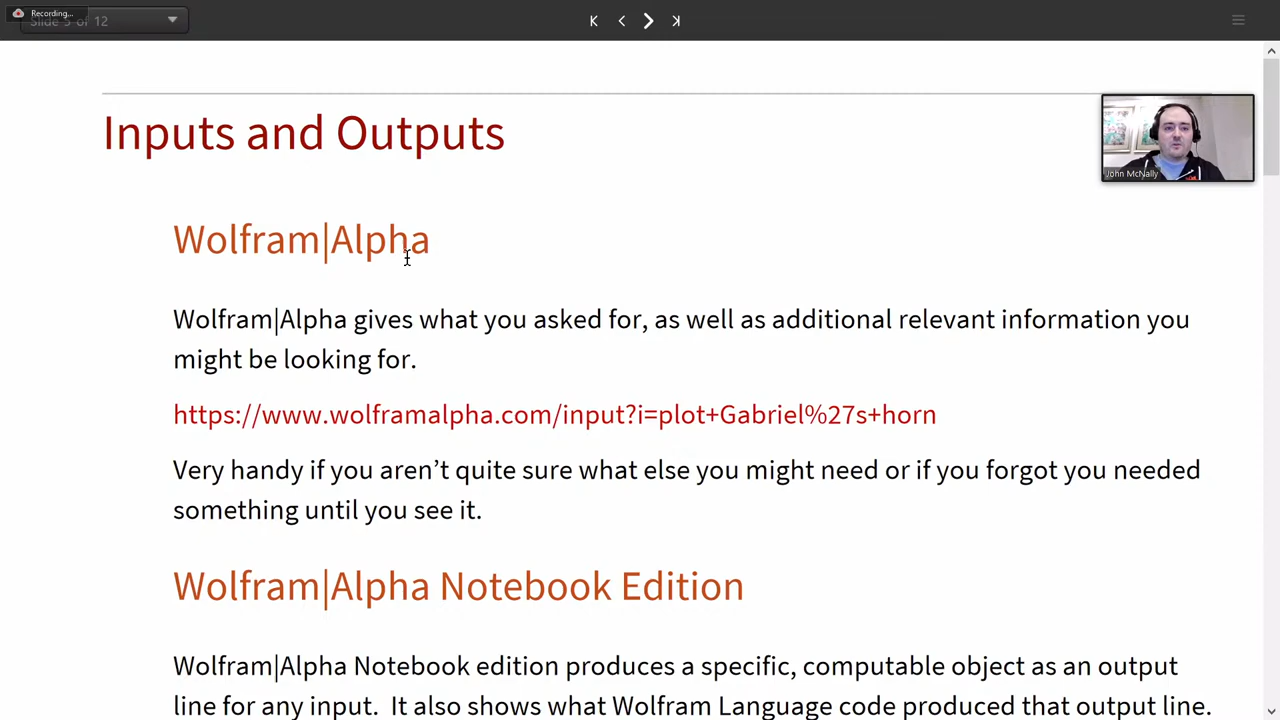 Recording...
Slide 3 of 12
Inputs and Outputs
John McNally
Wolfram|Alpha
Wolfram|Alpha gives what you asked for, as well as additional relevant information you
might be looking for.
https://www.wolframalpha.com/input?i=plot+Gabriel%27s+horn
Very handy if you aren’t quite sure what else you might need or if you forgot you needed
something until you see it.
Wolfram|Alpha Notebook Edition
Wolfram|Alpha Notebook edition produces a specific, computable object as an output
line for any input. It also shows what Wolfram Language code produced that output line.